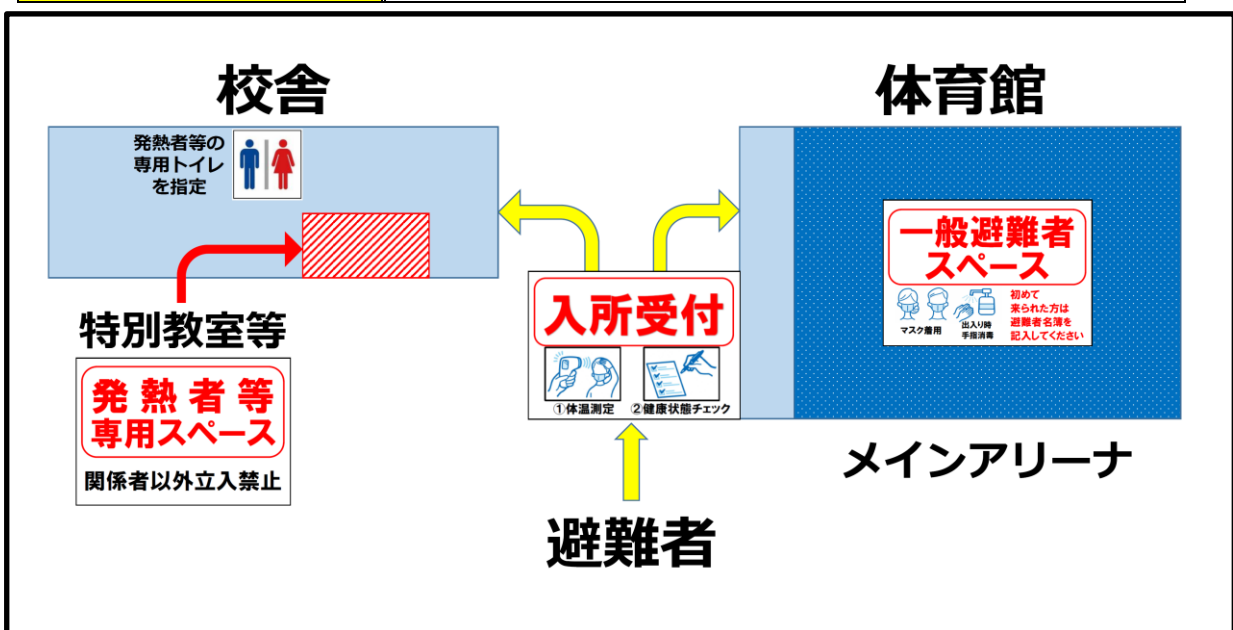 校舎
体育館
発熱者等の
専用トイレ
を指定
一般避難者
スペース
マスク着用
出入り時
手指消毒
初めて
来られた方は
避難者名簿を
記入してください
入所受付
①体温測定
②健康状態チェック
特別教室等
発熱者等
専用スペース
関係者以外立入禁止
メインアリーナ
避難者